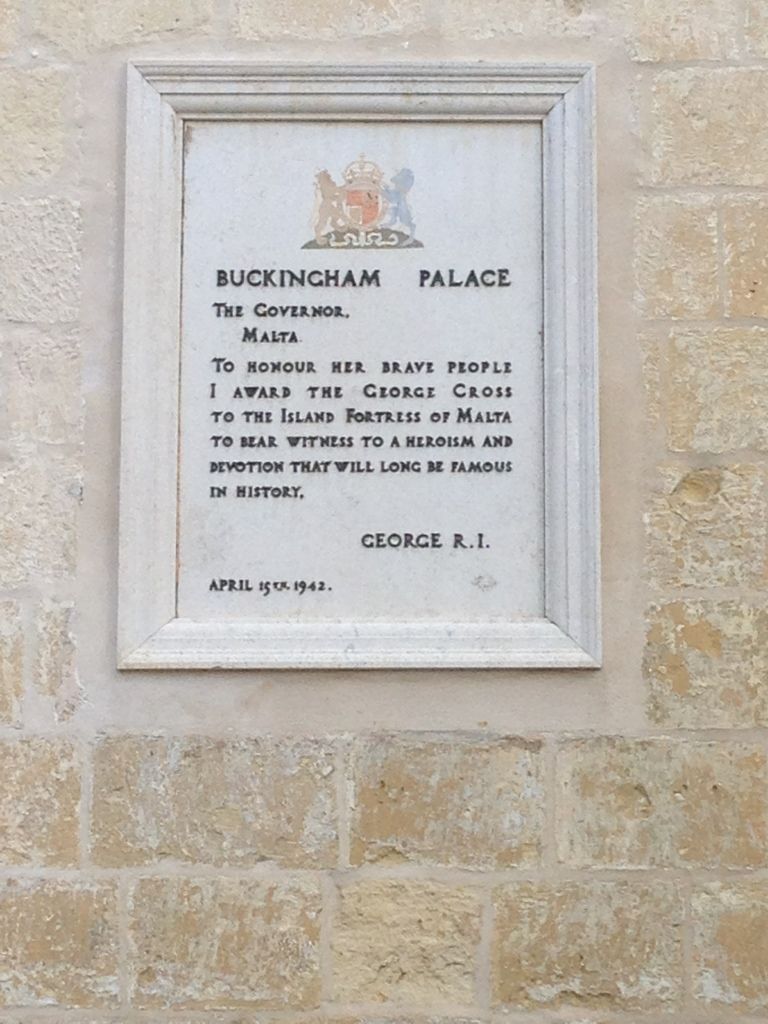 BUCKINGHAM PALACE
THE GOVERNOR,
MALTA.
TO HONOUR HER BRAVE PEOPLE
I AWARD THE GEORGE CROSS
TO THE ISLAND FORTRESS OF MALTA
TO BEAR WITNESS TO A HEROISM AND
DEVOTION THAT WILL LONG BE FAMOUS
IN HISTORY.
GEORGE R.I.
APRIL 15TH. 1942.